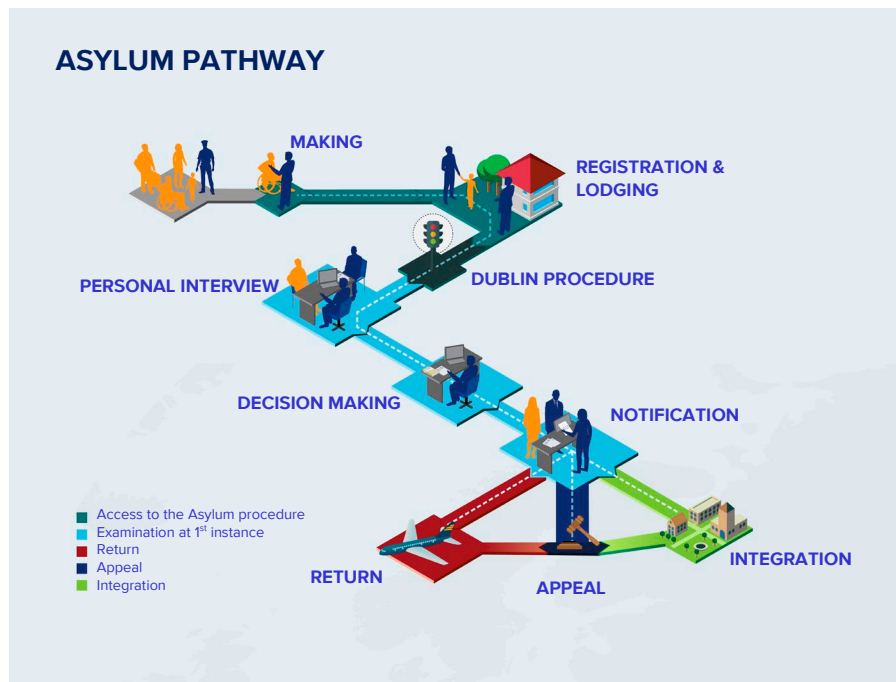 ASYLUM PATHWAY
MAKING
REGISTRATION &
LODGING
PERSONAL INTERVIEW
DUBLIN PROCEDURE
DECISION MAKING
NOTIFICATION
Access to the Asylum procedure
Examination at 1st instance
Return
Appeal
Integration
RETURN
APPEAL
INTEGRATION